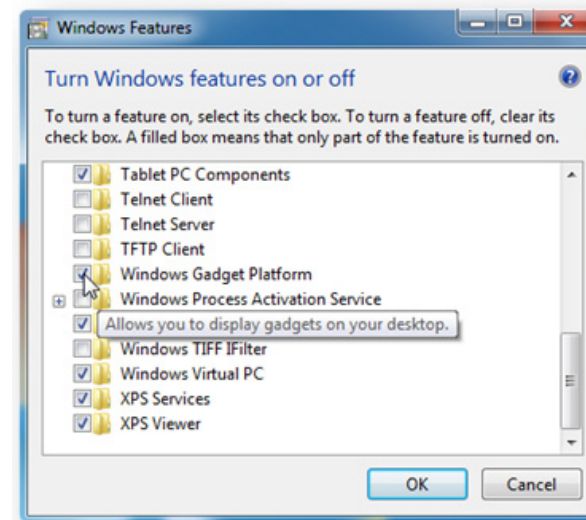 Windows Features
Turn Windows features on or off
To turn a feature on, select its check box. To turn a feature off, clear its
check box. A filled box means that only part of the feature is turned on.
Tablet PC Components
Telnet Client
Telnet Server
TFTP Client
Windows Gadget Platform
Windows Process Activation Service
Allows you to display gadgets on your desktop.
Windows TIFF IFilter
Windows Virtual PC
XPS Services
XPS Viewer
OK Cancel